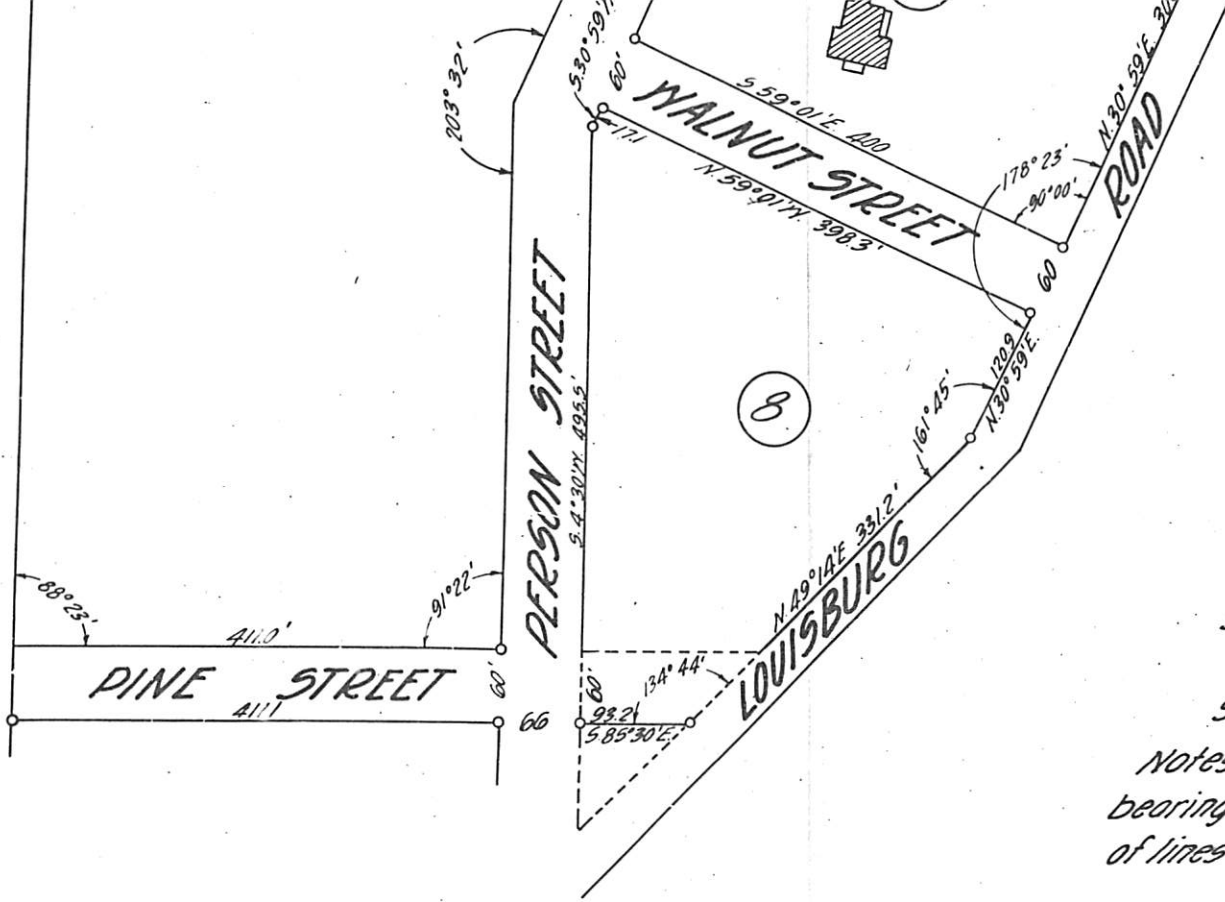 203° 32'
60'
17.1
WALNUT STREET
S 59° 01' E. 400
N. 59° 01' W. 398.3'
N. 30° 59' E.
178° 23'
90° 00'
ROAD
60
120.9
N. 30° 59' E.
161° 45'
8
PERSON STREET
S. 4° 30' W. 495.5'
N. 49° 14' E 331.2'
LOUISBURG
88° 23'
91° 22'
411.0'
PINE STREET
60'
411.1
66
60'
93.2
S. 85° 30' E.
134° 44'
Notes
bearing
of lines